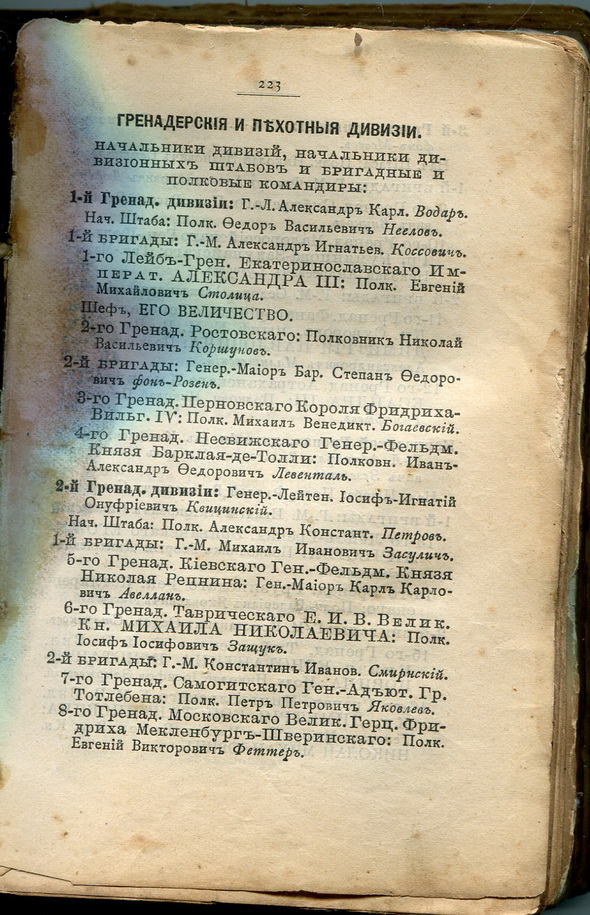 223
ГРЕНАДЕРСКІЯ И ПѢХОТНЫЯ ДИВИЗІИ.
НАЧАЛЬНИКИ ДИВИЗІЙ, НАЧАЛЬНИКИ ДИ-
ВИЗІОННЫХЪ ШТАБОВЪ И БРИГАДНЫЕ И
ПОЛКОВЫЕ КОМАНДИРЫ:
1-й Гренад. дивизіи: Г.-Л. Александръ Карл. Водаръ.
Нач. Штаба: Полк. Ѳедоръ Васильевичъ Нееловъ.
1-й БРИГАДЫ: Г.-М. Александръ Игнатьев. Коссовичъ.
1-го Лейбъ-Грен. Екатеринославскаго Им-
ПЕРАТ. АЛЕКСАНДРА III: Полк. Евгеній
Михайловичъ Столица.
Шефъ, ЕГО ВЕЛИЧЕСТВО.
2-го Гренад. Ростовскаго: Полковникъ Николай
Васильевичъ Коршуновъ.
2-й БРИГАДЫ: Генер.-Маіоръ Бар. Степанъ Ѳедоро-
вичъ фонъ-Розенъ.
3-го Гренад. Перновскаго Короля Фридриха-
Вильг. IV: Полк. Михаилъ Венедикт. Богаевскій.
4-го Гренад. Несвижскаго Генер.-Фельдм.
Князя Барклая-де-Толли: Полковн. Иванъ-
Александръ Ѳедоровичъ Левенталь.
2-й Гренад. дивизіи: Генер.-Лейтен. Іосифъ-Игнатій
Онуфріевичъ Квицинскій.
Нач. Штаба: Полк. Александръ Констант. Петровъ.
1-й БРИГАДЫ: Г.-М. Михаилъ Ивановичъ Засуличъ.
5-го Гренад. Кіевскаго Ген.-Фельдм. Князя
Николая Репнина: Ген.-Маіоръ Карлъ Карло-
вичъ Авелланъ.
6-го Гренад. Таврическаго Е. И. В. Велик.
Кн. МИХАИЛА НИКОЛАЕВИЧА: Полк.
Іосифъ Іосифовичъ Защукъ.
2-й БРИГАДЫ: Г.-М. Константинъ Иванов. Смирнскій.
7-го Гренад. Самогитскаго Ген.-Адъют. Гр.
Тотлебена: Полк. Петръ Петровичъ Яковлевъ.
8-го Гренад. Московскаго Велик. Герц. Фри-
дриха Мекленбургъ-Шверинскаго: Полк.
Евгеній Викторовичъ Феттеръ.